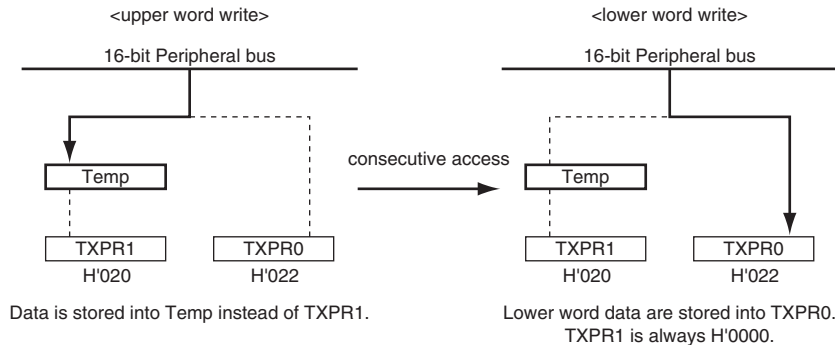 <upper word write>
16-bit Peripheral bus
Temp
TXPR1
TXPR0
H'020
H'022
Data is stored into Temp instead of TXPR1.
consecutive access
<lower word write>
16-bit Peripheral bus
Temp
TXPR1
TXPR0
H'020
H'022
Lower word data are stored into TXPR0.
TXPR1 is always H'0000.